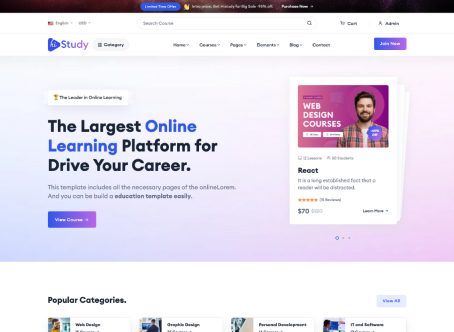 Limited Time Offer
Intro price. Get Histudy for Big Sale -95% off.
Purchase Now →
English
USD
Search Course
Cart
Admin
hiStudy
Category
Home
Courses
Pages
Elements
Blog
Contact
Join Now
🏆 The Leader in Online Learning
The Largest Online
Learning Platform for
Drive Your Career.
This template includes all the necessary pages of the onlineLorem.
And you can build a education template easily.
View Course →
WEB
DESIGN
COURSES
12 Lessons
50 Students
React
It is a long established fact that a
reader will be distracted.
(15 Reviews)
$70
Learn More
Popular Categories.
View All
Web Design
Graphic Design
Personal Development
IT and Software